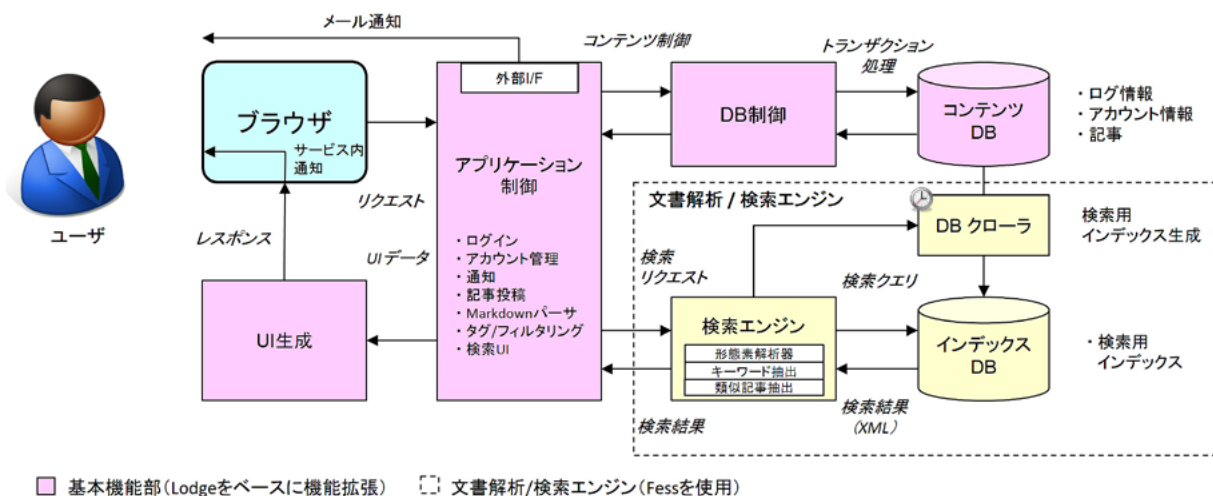 メール通知
コンテンツ制御
トランザクション
処理
外部I/F
ブラウザ
サービス内
通知
DB制御
コンテンツ
DB
・ログ情報
・アカウント情報
・記事
アプリケーション
制御
リクエスト
ユーザ
レスポンス
UIデータ
・ログイン
・アカウント管理
・通知
・記事投稿
・Markdownパーサ
・タグ/フィルタリング
・検索UI
文書解析 / 検索エンジン
DB クローラ
検索用
インデックス生成
検索
リクエスト
検索クエリ
UI生成
検索エンジン
形態素解析器
キーワード抽出
類似記事抽出
インデックス
DB
・検索用
インデックス
検索結果
検索結果
(XML)
基本機能部(Lodgeをベースに機能拡張)
文書解析/検索エンジン(Fessを使用)